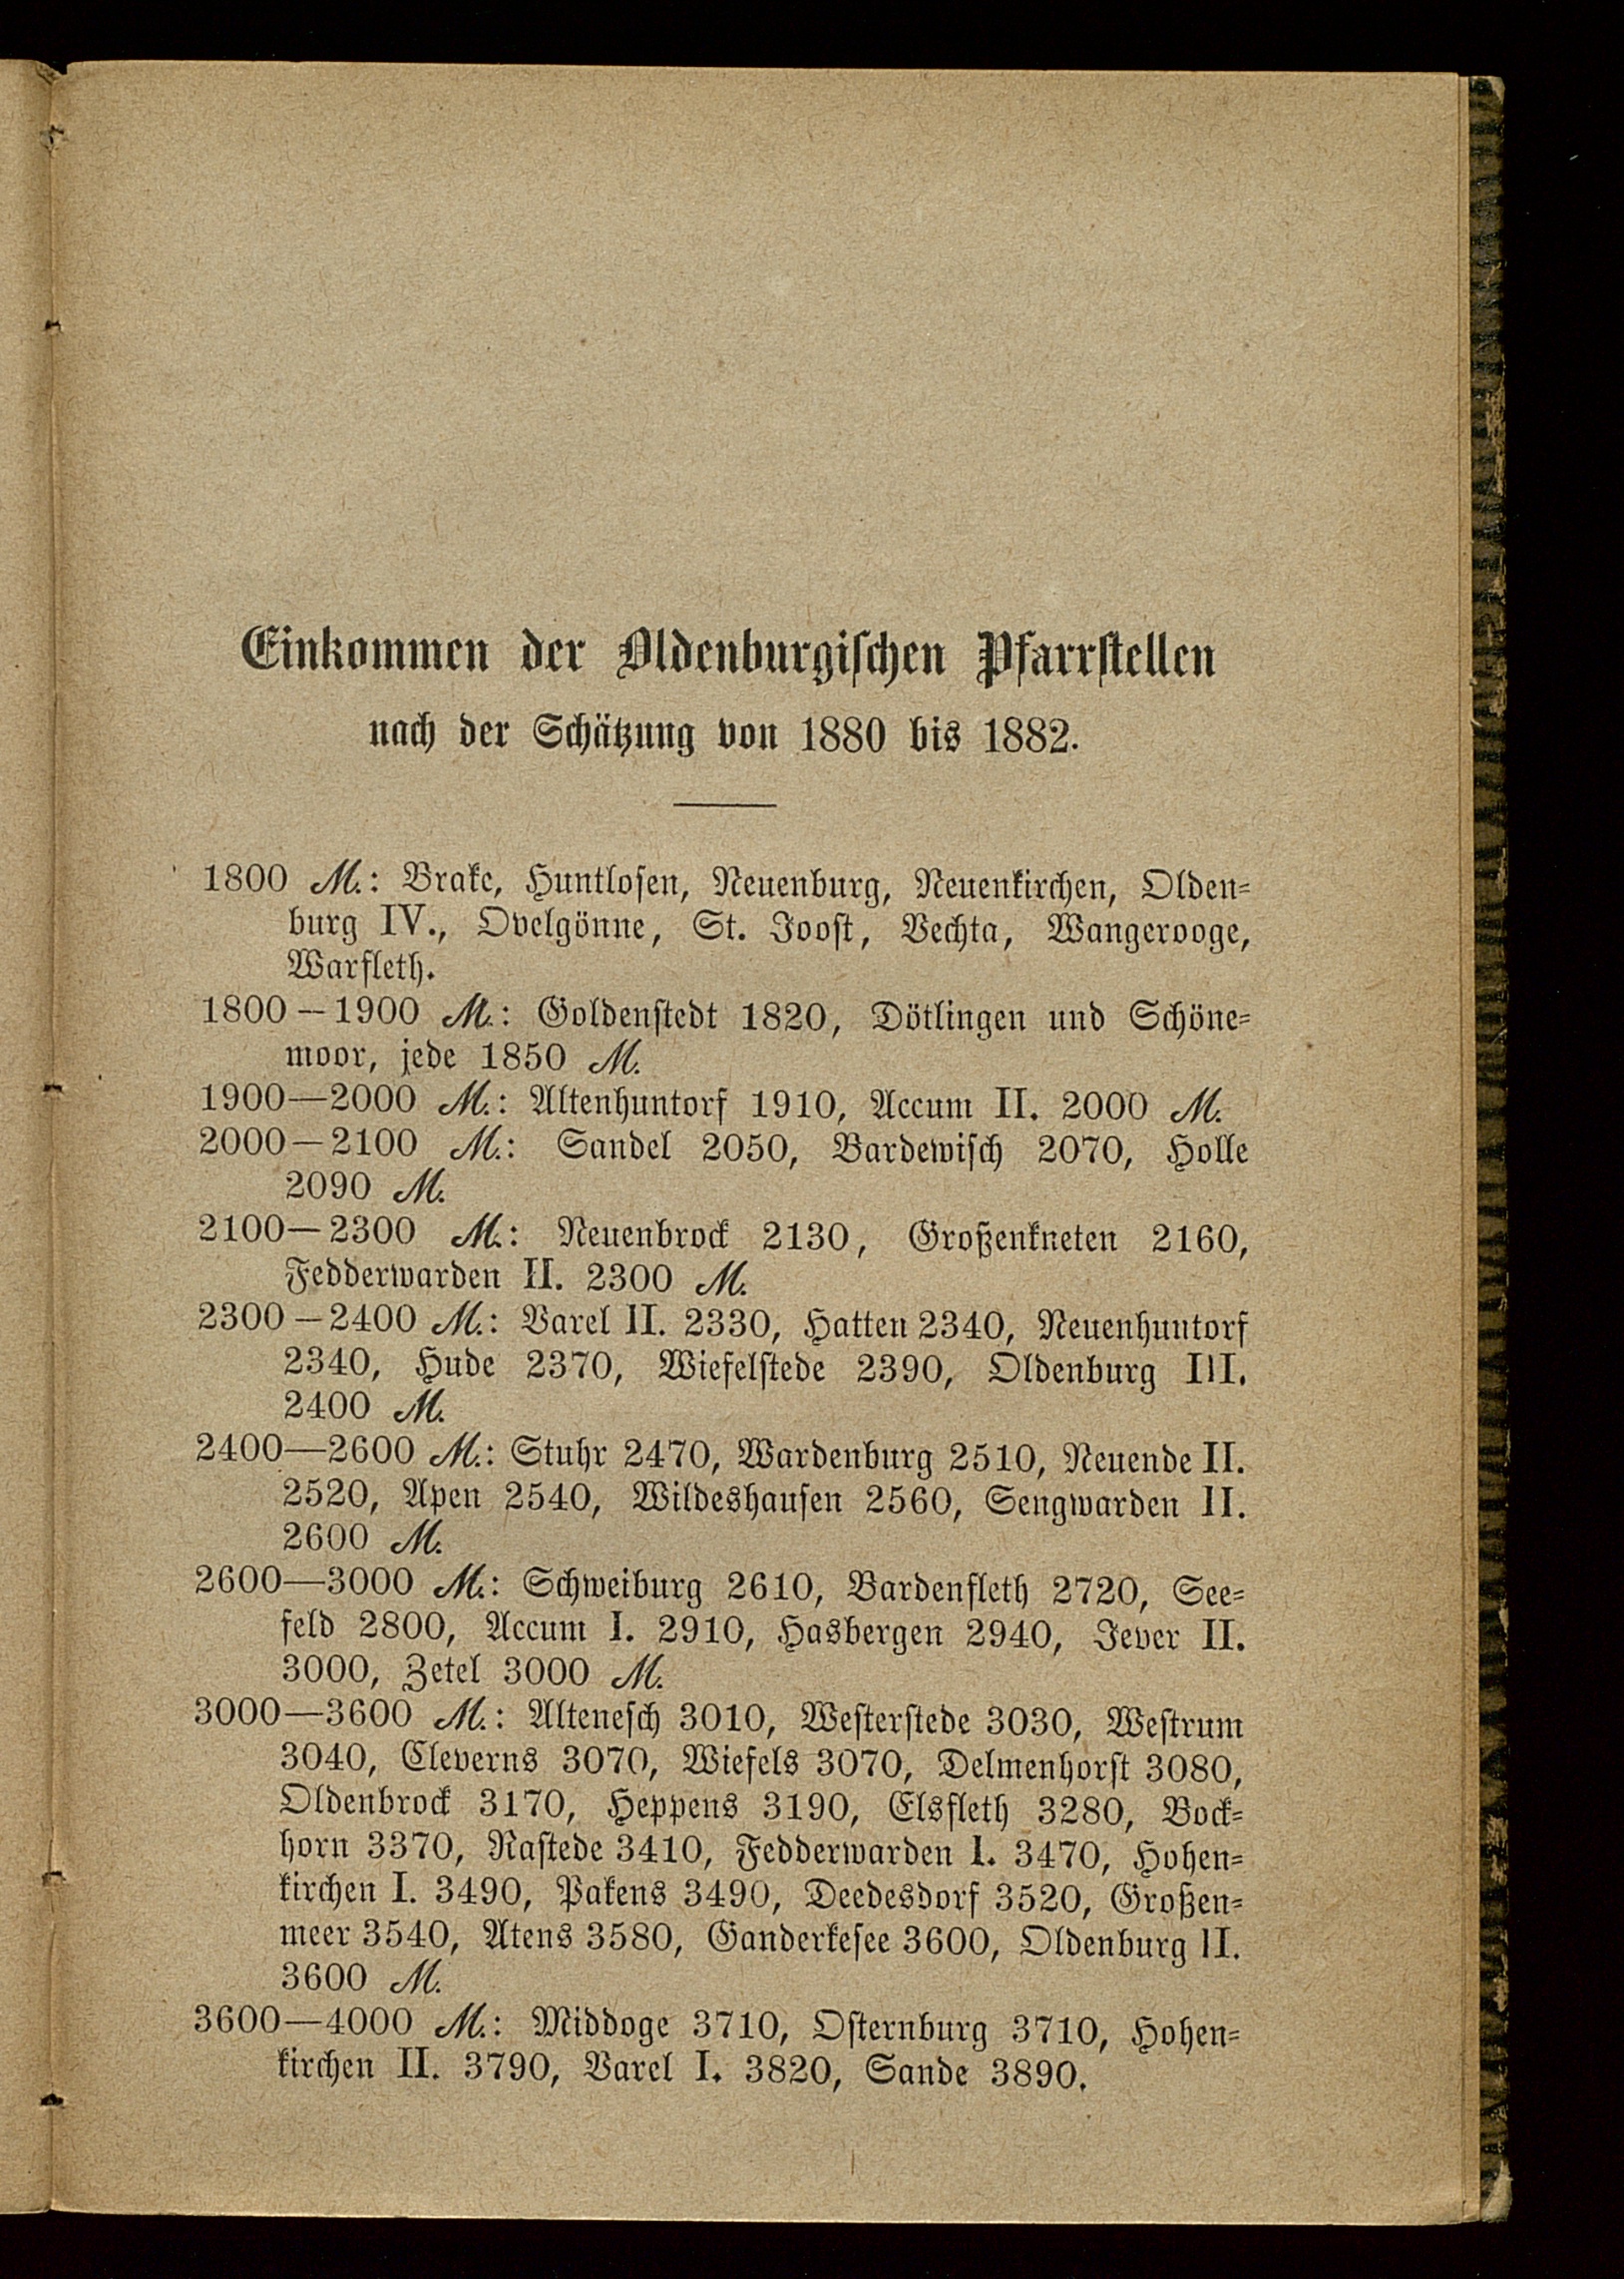 Einkommen der Oldenburgischen Pfarrstellen
nach der Schätzung von 1880 bis 1882.
1800 M.: Brake, Huntlosen, Neuenburg, Neuenkirchen, Olden-
burg IV., Ovelgönne, St. Joost, Vechta, Wangerooge,
Warfleth.
1800–1900 M.: Goldenstedt 1820, Dötlingen und Schöne-
moor, jede 1850 M.
1900—2000 M.: Altenhuntorf 1910, Accum II. 2000 M.
2000—2100 M.: Sandel 2050, Bardewisch 2070, Holle
2090 M.
2100—2300 M.: Neuenbrock 2130, Großenkneten 2160,
Fedderwarden II. 2300 M.
2300–2400 M.: Varel II. 2330, Hatten 2340, Neuenhuntorf
2340, Hude 2370, Wiefelstede 2390, Oldenburg III.
2400 M.
2400—2600 M.: Stuhr 2470, Wardenburg 2510, Neuende II.
2520, Apen 2540, Wildeshausen 2560, Sengwarden II.
2600 M.
2600—3000 M.: Schweiburg 2610, Bardenfleth 2720, See-
feld 2800, Accum I. 2910, Hasbergen 2940, Jever II.
3000, Zetel 3000 M.
3000—3600 M.: Altenesch 3010, Westerstede 3030, Westrum
3040, Cleverns 3070, Wiefels 3070, Delmenhorst 3080,
Oldenbrock 3170, Heppens 3190, Elsfleth 3280, Bock-
horn 3370, Rastede 3410, Fedderwarden I. 3470, Hohen-
kirchen I. 3490, Pakens 3490, Deedesdorf 3520, Großen-
meer 3540, Atens 3580, Ganderkesee 3600, Oldenburg II.
3600 M.
3600—4000 M.: Middoge 3710, Osternburg 3710, Hohen-
kirchen II. 3790, Varel I. 3820, Sande 3890.